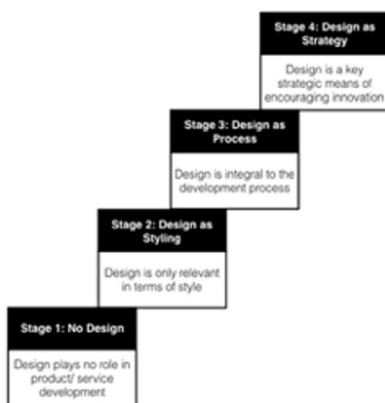 Stage 4: Design as
Strategy
Design is a key
strategic means of
encouraging innovation
Stage 3: Design as
Process
Design is integral to the
development process
Stage 2: Design as
Styling
Design is only relevant
in terms of style
Stage 1: No Design
Design plays no role in
product/ service
development